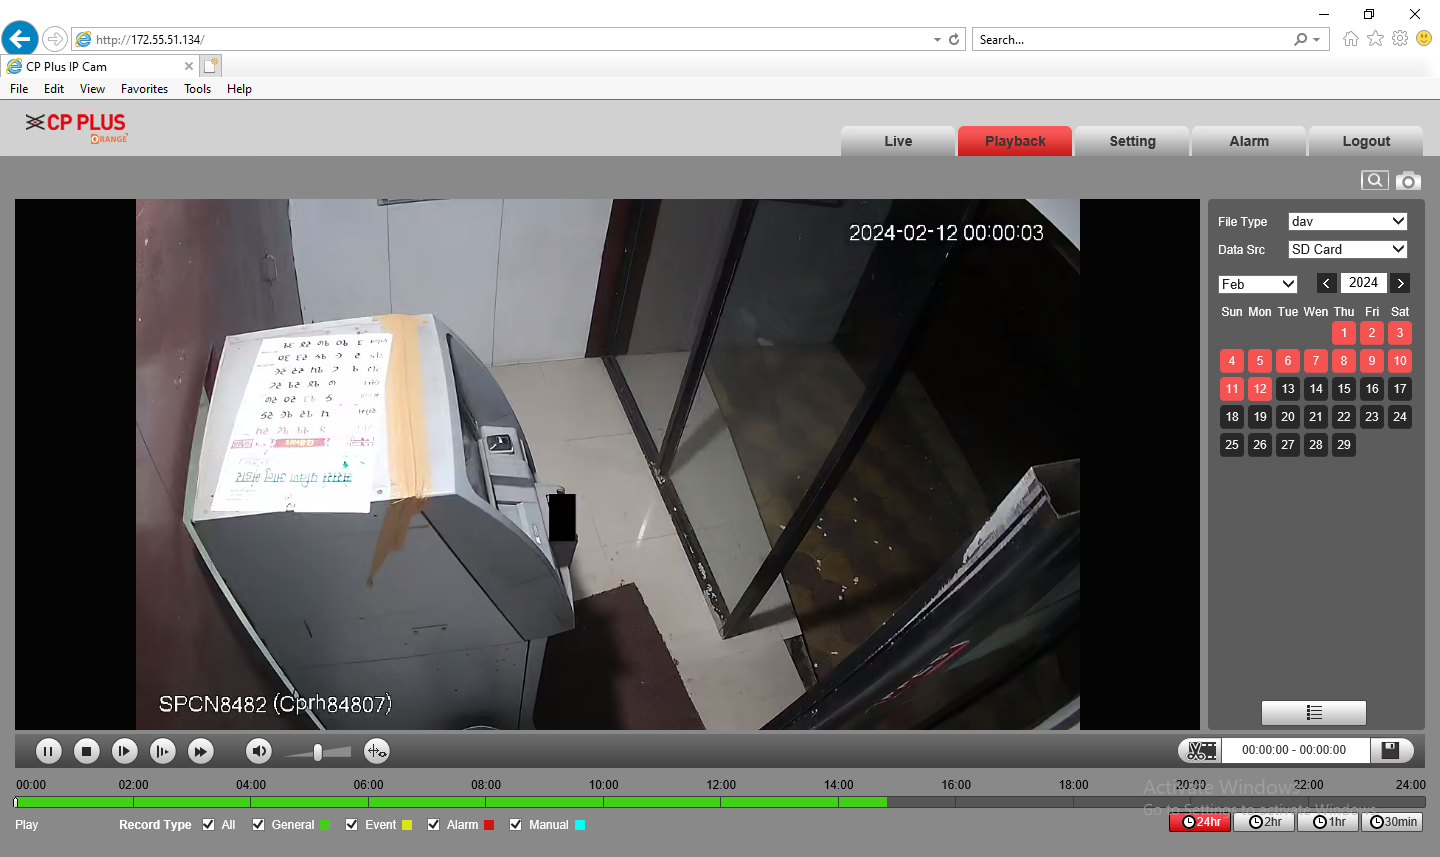 http://172.55.51.134/
Search...
CP Plus IP Cam
File Edit View Favorites Tools Help
CP PLUS
ORANGE
Live Playback Setting Alarm Logout
2024-02-12 00:00:03
SPCN8482 (Cprh84807)
File Type dav
Data Src SD Card
Feb 2024
Sun Mon Tue Wen Thu Fri Sat
1 2 3
4 5 6 7 8 9 10
11 12 13 14 15 16 17
18 19 20 21 22 23 24
25 26 27 28 29
00:00:00 - 00:00:00
00:00 02:00 04:00 06:00 08:00 10:00 12:00 14:00 16:00 18:00 20:00 22:00 24:00
Activate Windows
Go to Settings to activate Windows.
Play Record Type All General Event Alarm Manual
24hr 2hr 1hr 30min